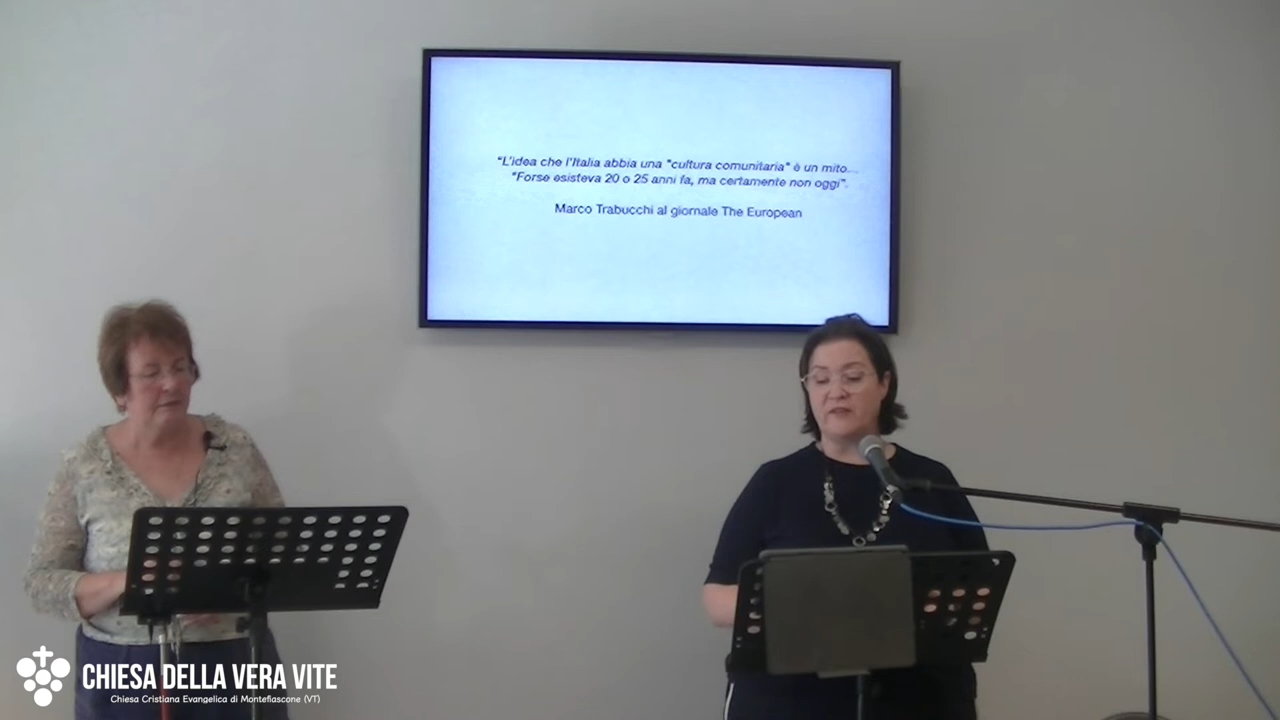 "L'idea che l'Italia abbia una "cultura comunitaria" è un mito...
"Forse esisteva 20 o 25 anni fa, ma certamente non oggi".
Marco Trabucchi al giornale The European
CHIESA DELLA VERA VITE
Chiesa Cristiana Evangelica di Montefiascone (VT)